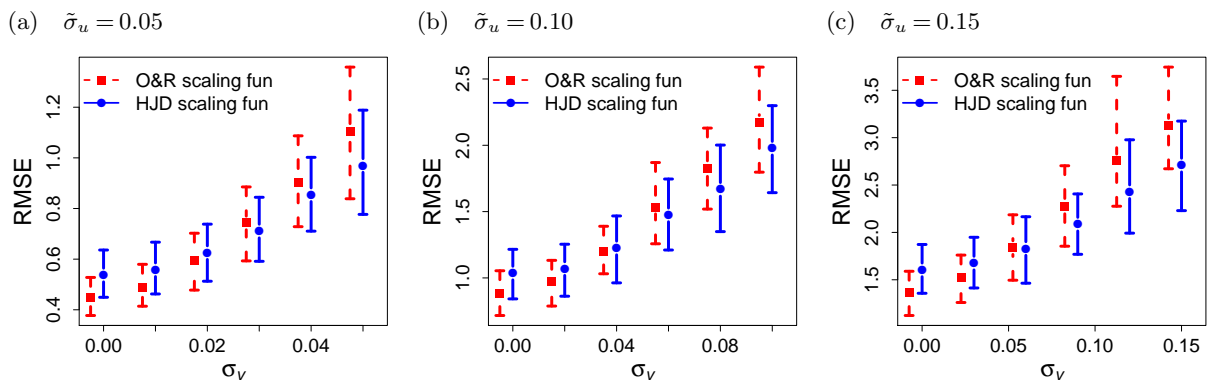 (a) σ̃u = 0.05
(b) σ̃u = 0.10
(c) σ̃u = 0.15
RMSE
0.4 0.6 0.8 1.0 1.2
O&R scaling fun
HJD scaling fun
0.00 0.02 0.04
σv
RMSE
1.0 1.5 2.0 2.5
O&R scaling fun
HJD scaling fun
0.00 0.04 0.08
σv
RMSE
1.5 2.0 2.5 3.0 3.5
O&R scaling fun
HJD scaling fun
0.00 0.05 0.10 0.15
σv